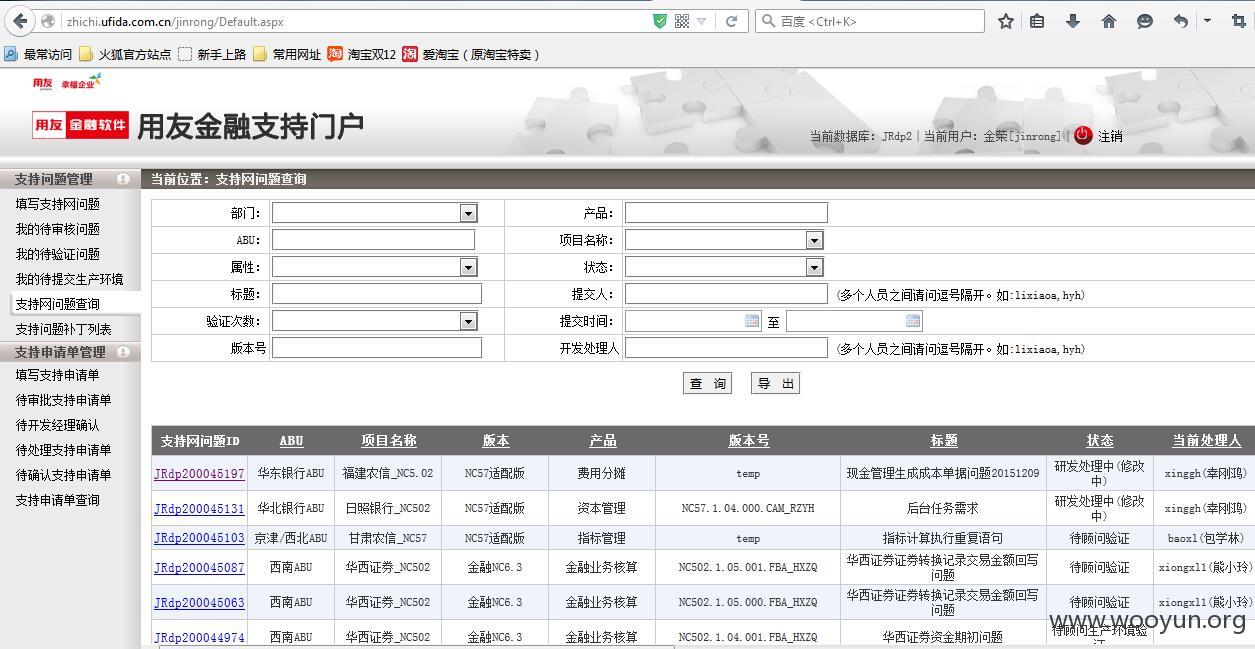 zhichi.ufida.com.cn/jinrong/Default.aspx
百度 <Ctrl+K>
最常访问 火狐官方站点 新手上路 常用网址 淘 淘宝双12 淘 爱淘宝（原淘宝特卖）
用友 幸福企业
用友 金融软件 用友金融支持门户
当前数据库：JRdp2 | 当前用户：金荣[jinrong] | 注销
支持问题管理
填写支持网问题
我的待审核问题
我的待验证问题
我的待提交生产环境
支持网问题查询
支持问题补丁列表
支持申请单管理
填写支持申请单
待审批支持申请单
待开发经理确认
待处理支持申请单
待确认支持申请单
支持申请单查询
当前位置：支持网问题查询
部门： 产品：
ABU： 项目名称：
属性： 状态：
标题： 提交人： (多个人员之间请问逗号隔开。如:lixiaoa,hyh)
验证次数： 提交时间： 至
版本号 开发处理人 (多个人员之间请问逗号隔开。如:lixiaoa,hyh)
查 询 导 出
支持网问题ID ABU 项目名称 版本 产品 版本号 标题 状态 当前处理人
JRdp200045197 华东银行ABU 福建农信_NC5.02 NC57适配版 费用分摊 temp 现金管理生成成本单据问题20151209 研发处理中(修改中) xinggh(幸刚鸿)
JRdp200045131 华北银行ABU 日照银行_NC502 NC57适配版 资本管理 NC57.1.04.000.CAM_RZYH 后台任务需求 研发处理中(修改中) xinggh(幸刚鸿)
JRdp200045103 京津/西北ABU 甘肃农信_NC57 NC57适配版 指标管理 temp 指标计算执行重复语句 待顾问验证 baoxl(包学林)
JRdp200045087 西南ABU 华西证券_NC502 金融NC6.3 金融业务核算 NC502.1.05.001.FBA_HXZQ 华西证券证券转换记录交易金额回写问题 待顾问验证 xiongxl1(熊小玲)
JRdp200045063 西南ABU 华西证券_NC502 金融NC6.3 金融业务核算 NC502.1.05.000.FBA_HXZQ 华西证券证券转换记录交易金额回写问题 待顾问验证 xiongxl1(熊小玲)
JRdp200044974 西南ABU 华西证券_NC502 金融NC6.3 金融业务核算 NC502.1.04.001.FBA_HXZQ 华西证券资金期初问题 待顾问生产环境验证
www.wooyun.org